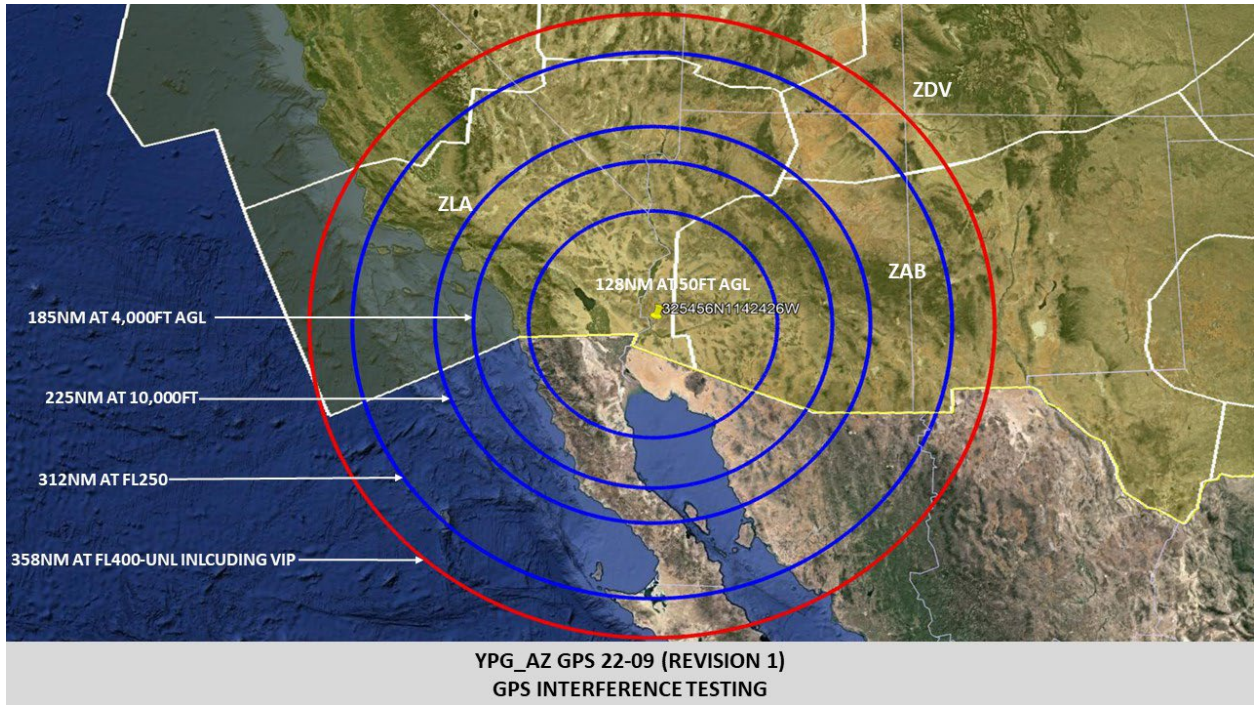 ZDV
ZLA
ZAB
128NM AT 50FT AGL
325456N1142426W
185NM AT 4,000FT AGL
225NM AT 10,000FT
312NM AT FL250
358NM AT FL400-UNL INLCUDING VIP
YPG_AZ GPS 22-09 (REVISION 1)
GPS INTERFERENCE TESTING